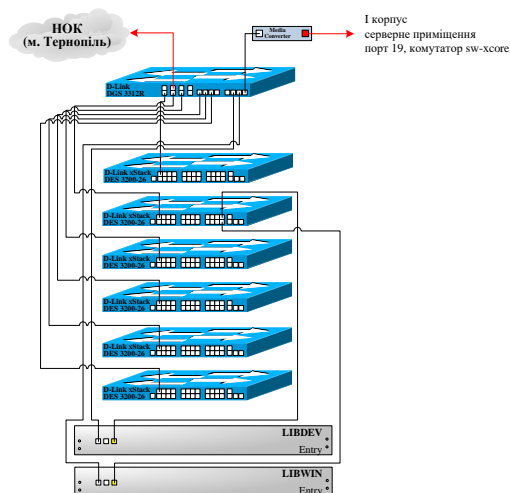 НОК
(м. Тернопіль)
Media
Converter
І корпус
серверне приміщення
порт 19, комутатор sw-xcore
D-Link
DGS 3312R
D-Link xStack
DES 3200-26
D-Link xStack
DES 3200-26
D-Link xStack
DES 3200-26
D-Link xStack
DES 3200-26
D-Link xStack
DES 3200-26
D-Link xStack
DES 3200-26
LIBDEV
Entry
LIBWIN
Entry